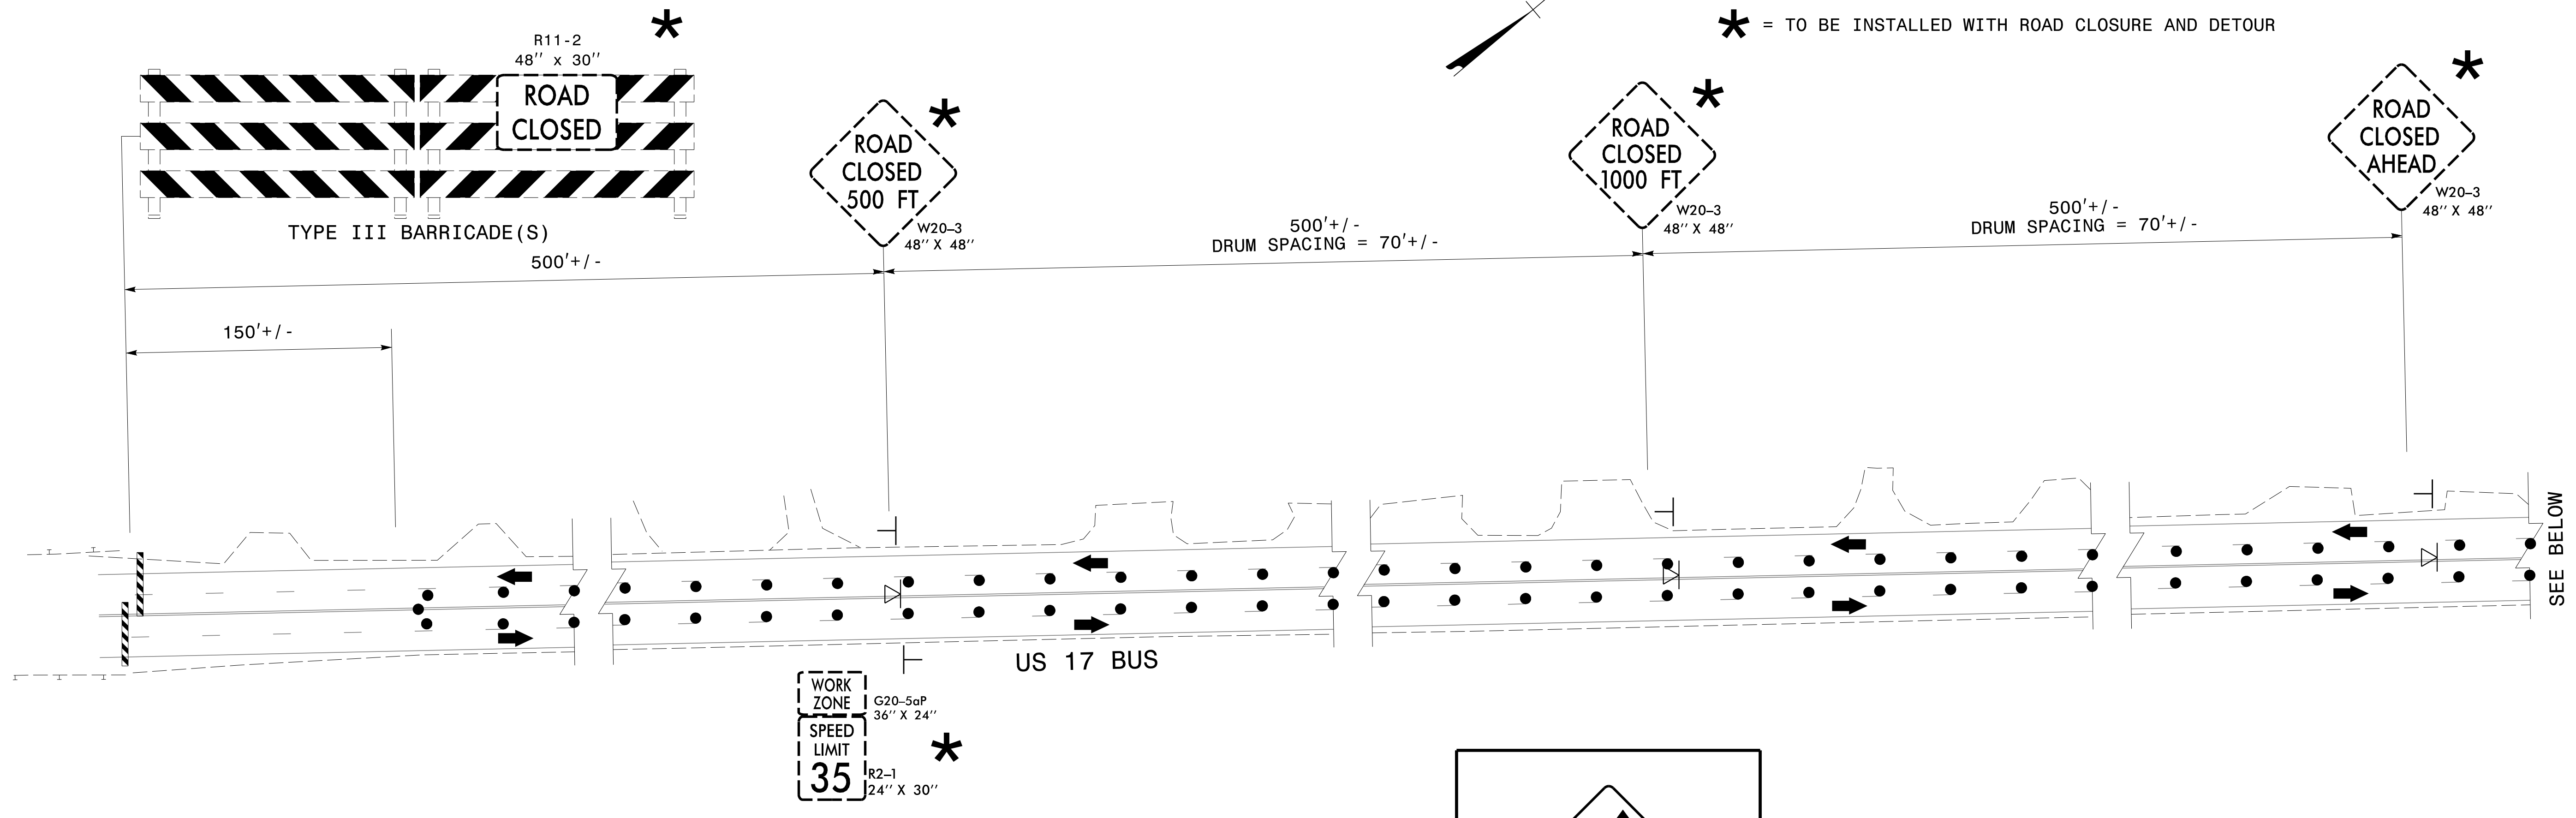 R11-2
48'' x 30''
ROAD
CLOSED
TYPE III BARRICADE(S)
= TO BE INSTALLED WITH ROAD CLOSURE AND DETOUR
ROAD
CLOSED
500 FT
W20-3
48'' X 48''
ROAD
CLOSED
1000 FT
W20-3
48'' X 48''
ROAD
CLOSED
AHEAD
W20-3
48'' X 48''
500'+/-
500'+/-
DRUM SPACING = 70'+/-
500'+/-
DRUM SPACING = 70'+/-
150'+/-
SEE BELOW
US 17 BUS
WORK
ZONE
G20-5aP
36'' X 24''
SPEED
LIMIT
35
R2-1
24'' X 30''